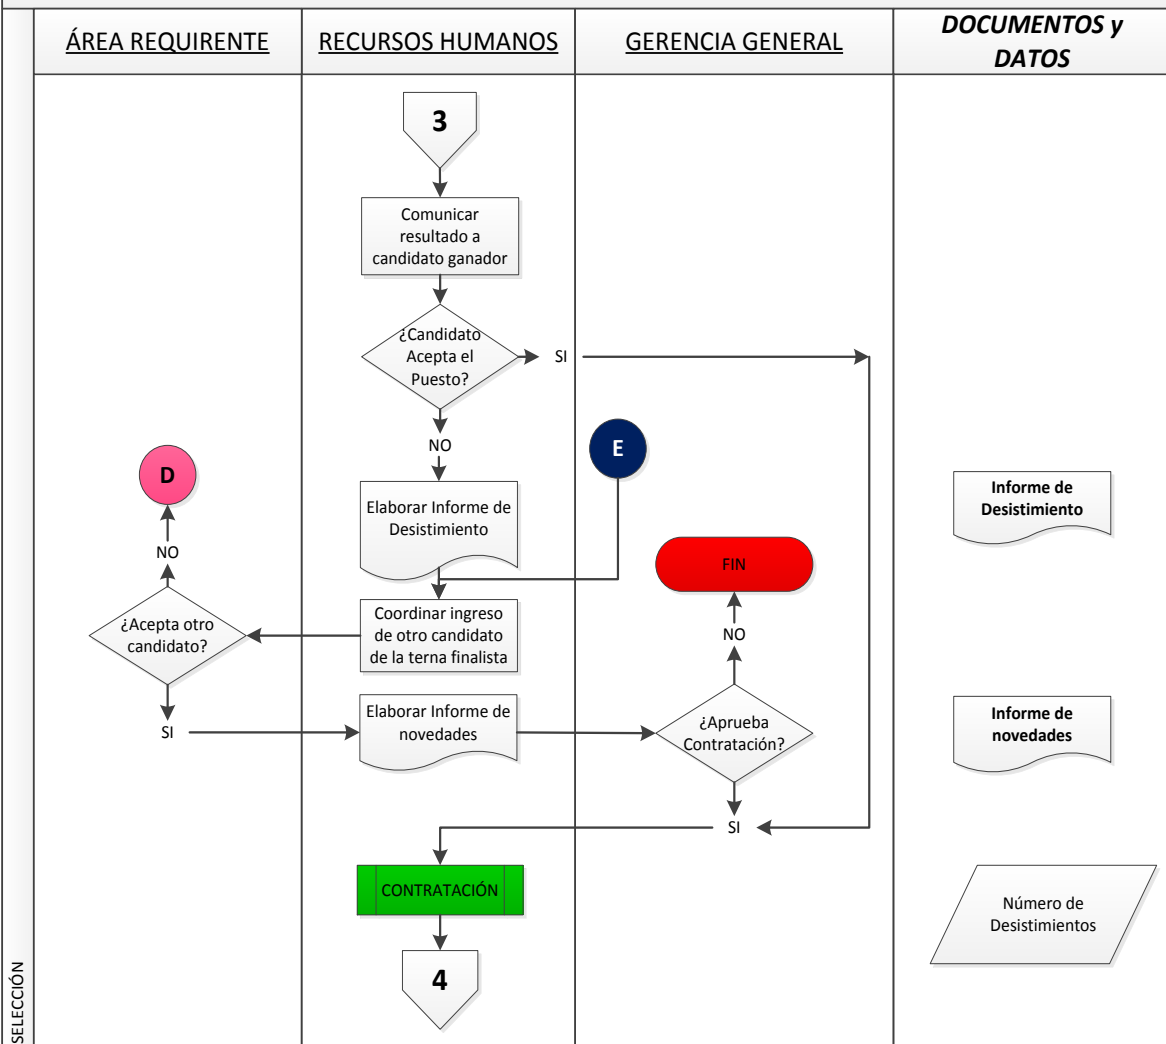 ÁREA REQUIRENTE
RECURSOS HUMANOS
GERENCIA GENERAL
DOCUMENTOS y
DATOS
3
Comunicar
resultado a
candidato ganador
¿Candidato
Acepta el
Puesto?
SI
NO
E
D
Elaborar Informe de
Desistimiento
Informe de
Desistimiento
NO
FIN
¿Acepta otro
candidato?
Coordinar ingreso
de otro candidato
de la terna finalista
NO
SI
Elaborar Informe de
novedades
¿Aprueba
Contratación?
Informe de
novedades
SI
CONTRATACIÓN
Número de
Desistimientos
4
SELECCIÓN